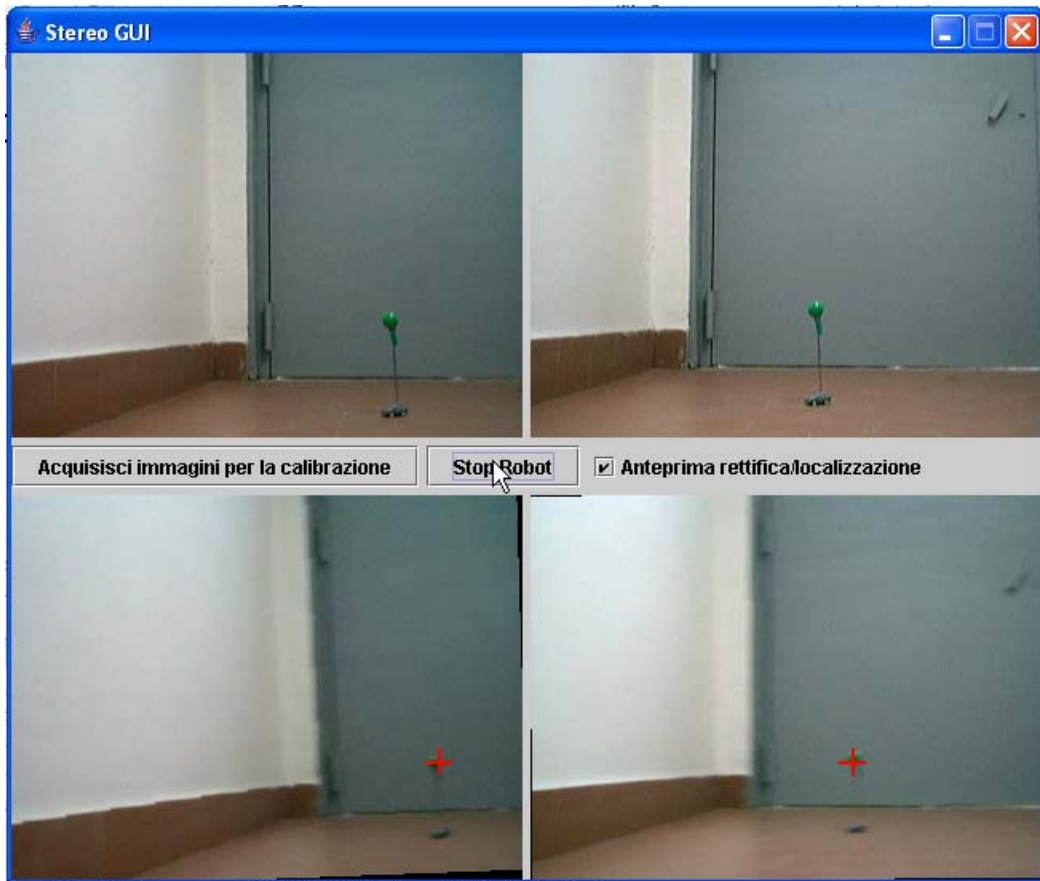 Stereo GUI
Acquisisci immagini per la calibrazione
Stop Robot
Anteprima rettifica/localizzazione